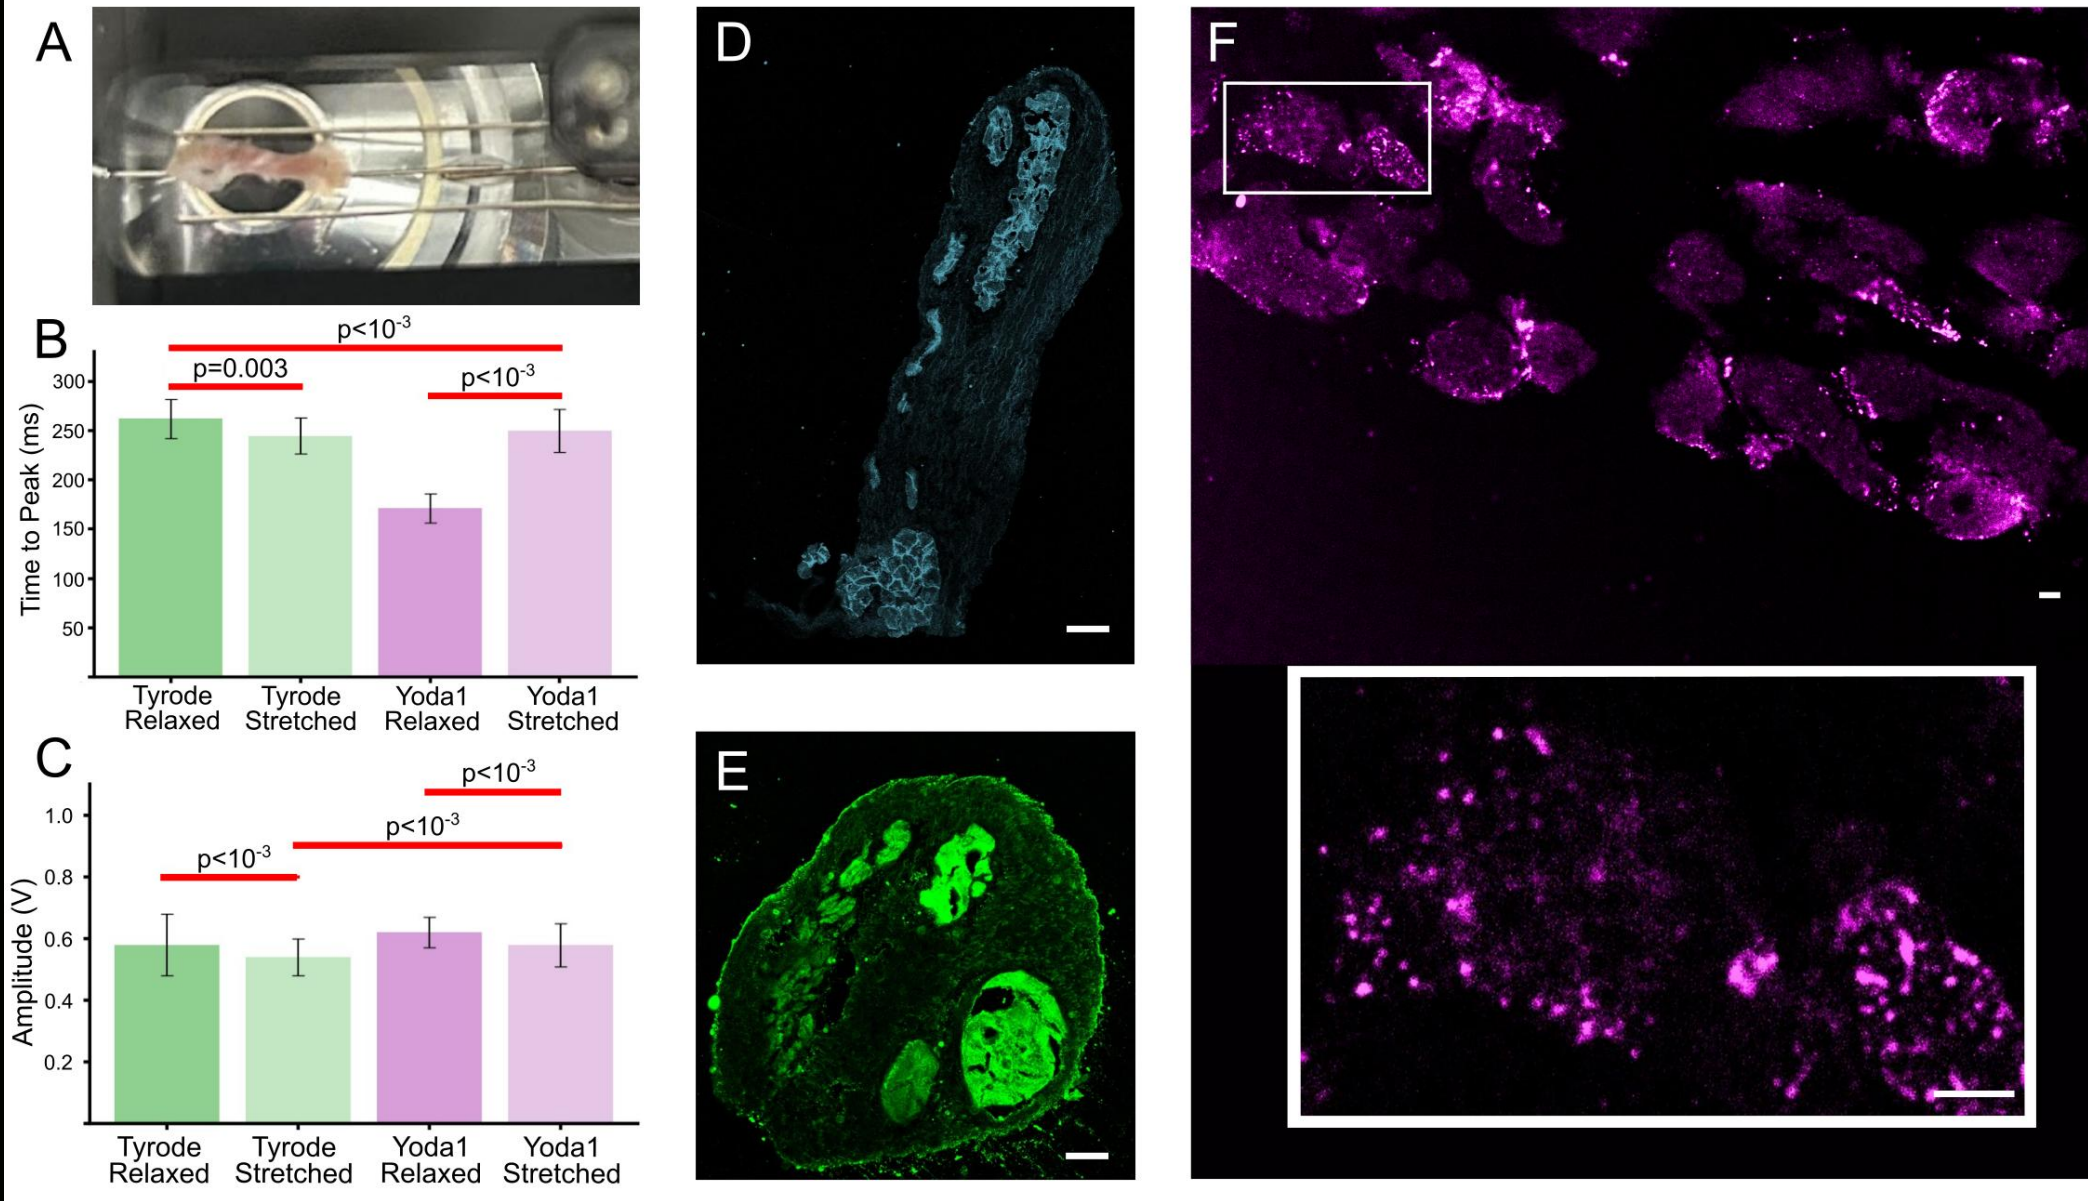 A
B
p<10-3
p=0.003
p<10-3
Time to Peak (ms)
300
250
200
150
100
50
Tyrode
Relaxed
Tyrode
Stretched
Yoda1
Relaxed
Yoda1
Stretched
C
p<10-3
p<10-3
p<10-3
Amplitude (V)
1.0
0.8
0.6
0.4
0.2
Tyrode
Relaxed
Tyrode
Stretched
Yoda1
Relaxed
Yoda1
Stretched
D
E
F